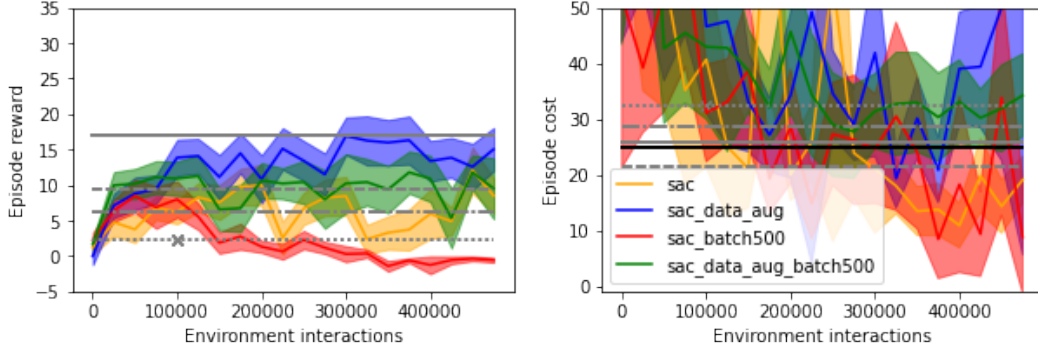 35
30
25
20
15
10
5
0
−5
Episode reward
0 100000 200000 300000 400000
Environment interactions
50
40
30
20
10
0
Episode cost
sac
sac_data_aug
sac_batch500
sac_data_aug_batch500
0 100000 200000 300000 400000
Environment interactions